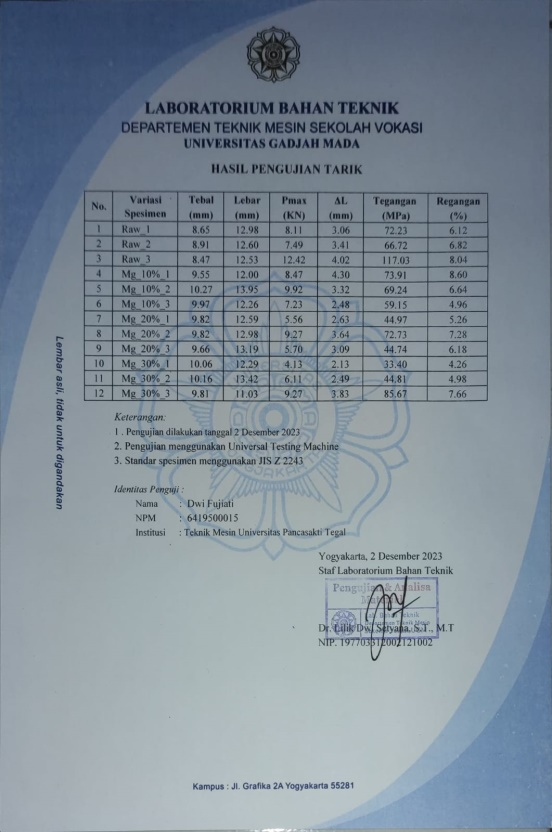 LABORATORIUM BAHAN TEKNIK
DEPARTEMEN TEKNIK MESIN SEKOLAH VOKASI
UNIVERSITAS GADJAH MADA
HASIL PENGUJIAN TARIK
No. Variasi Spesimen Tebal (mm) Lebar (mm) Pmax (KN) ΔL (mm) Tegangan (MPa) Regangan (%)
1 Raw_1 8.65 12.98 8.11 3.06 72.23 6.12
2 Raw_2 8.91 12.60 7.49 3.41 66.72 6.82
3 Raw_3 8.47 12.53 12.42 4.02 117.03 8.04
4 Mg_10%_1 9.55 12.00 8.47 4.30 73.91 8.60
5 Mg_10%_2 10.27 13.95 9.92 3.32 69.24 6.64
6 Mg_10%_3 9.97 12.26 7.23 2.48 59.15 4.96
7 Mg_20%_1 9.82 12.59 5.56 2.63 44.97 5.26
8 Mg_20%_2 9.82 12.98 9.27 3.64 72.73 7.28
9 Mg_20%_3 9.66 13.19 5.70 3.09 44.74 6.18
10 Mg_30%_1 10.06 12.29 4.13 2.13 33.40 4.26
11 Mg_30%_2 10.16 13.42 6.11 2.49 44.81 4.98
12 Mg_30%_3 9.81 11.03 9.27 3.83 85.67 7.66
Lembar asli, tidak untuk digandakan
Keterangan:
1 . Pengujian dilakukan tanggal 2 Desember 2023
2. Pengujian menggunakan Universal Testing Machine
3. Standar spesimen menggunakan JIS Z 2243
Identitas Penguji :
Nama : Dwi Fujiati
NPM : 6419500015
Institusi : Teknik Mesin Universitas Pancasakti Tegal
Yogyakarta, 2 Desember 2023
Staf Laboratorium Bahan Teknik
Pengujian & Analisa
Dr. Lilik Dwi Setyana, S.T., M.T
NIP. 197703312002121002
Kampus : Jl. Grafika 2A Yogyakarta 55281